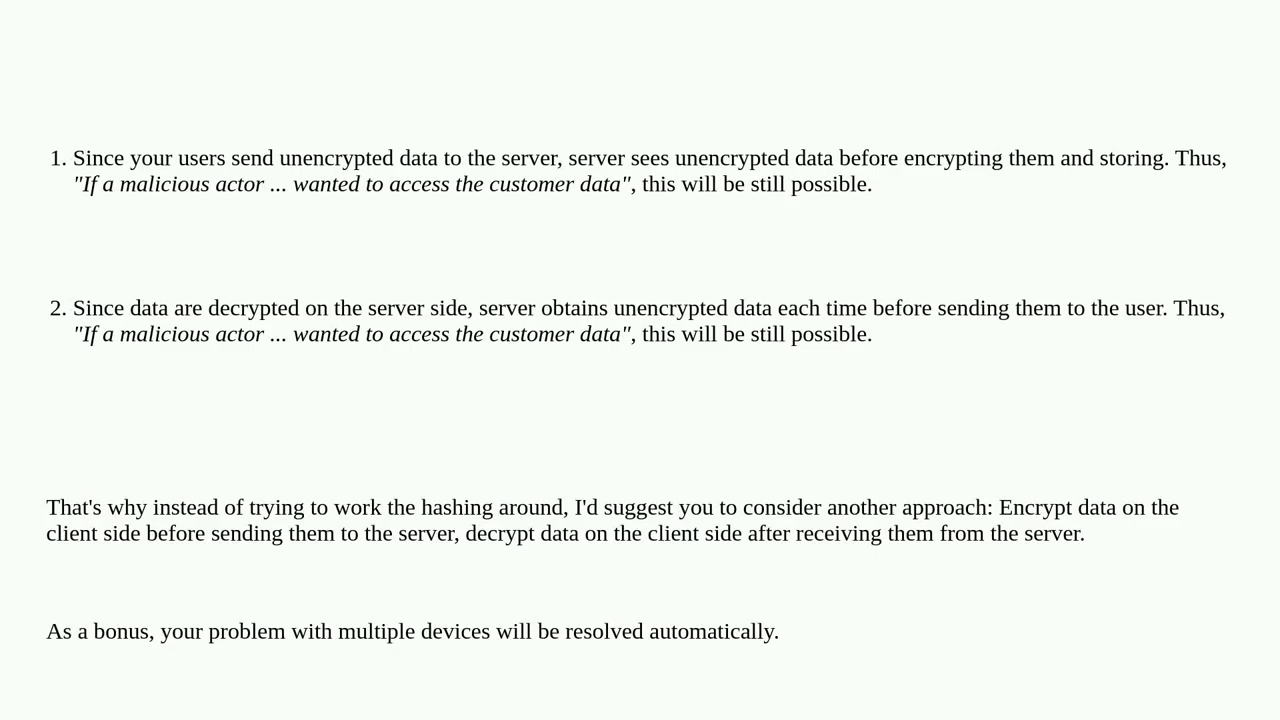 1. Since your users send unencrypted data to the server, server sees unencrypted data before encrypting them and storing. Thus,
"If a malicious actor ... wanted to access the customer data", this will be still possible.
2. Since data are decrypted on the server side, server obtains unencrypted data each time before sending them to the user. Thus,
"If a malicious actor ... wanted to access the customer data", this will be still possible.
That's why instead of trying to work the hashing around, I'd suggest you to consider another approach: Encrypt data on the
client side before sending them to the server, decrypt data on the client side after receiving them from the server.
As a bonus, your problem with multiple devices will be resolved automatically.